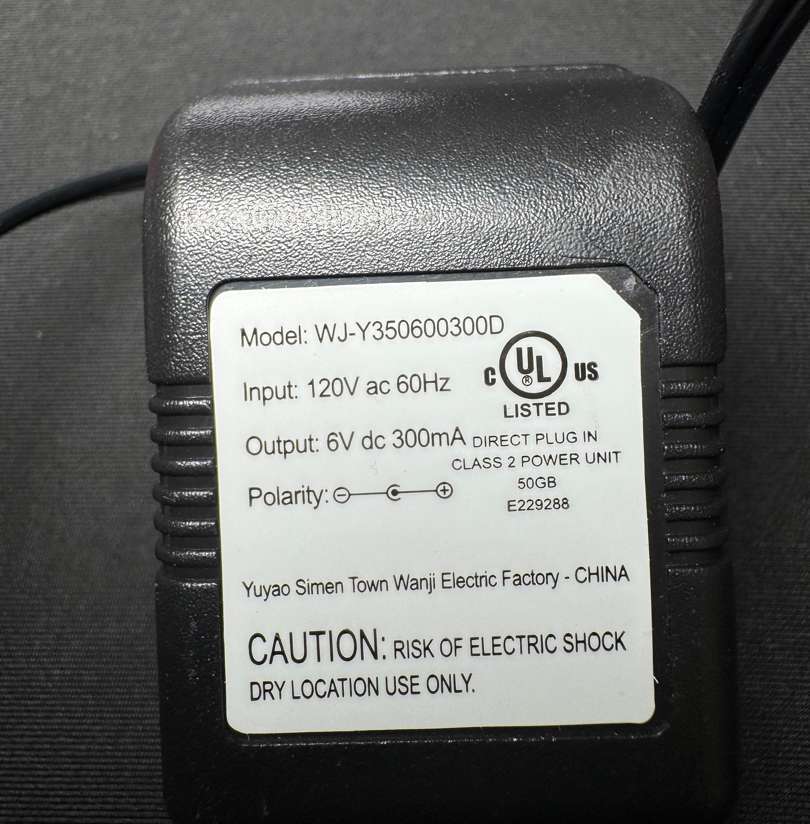 Model: WJ-Y350600300D
Input: 120V ac 60Hz
C UL ® US
LISTED
Output: 6V dc 300mA
DIRECT PLUG IN
CLASS 2 POWER UNIT
50GB
E229288
Polarity:
Yuyao Simen Town Wanji Electric Factory - CHINA
CAUTION: RISK OF ELECTRIC SHOCK
DRY LOCATION USE ONLY.